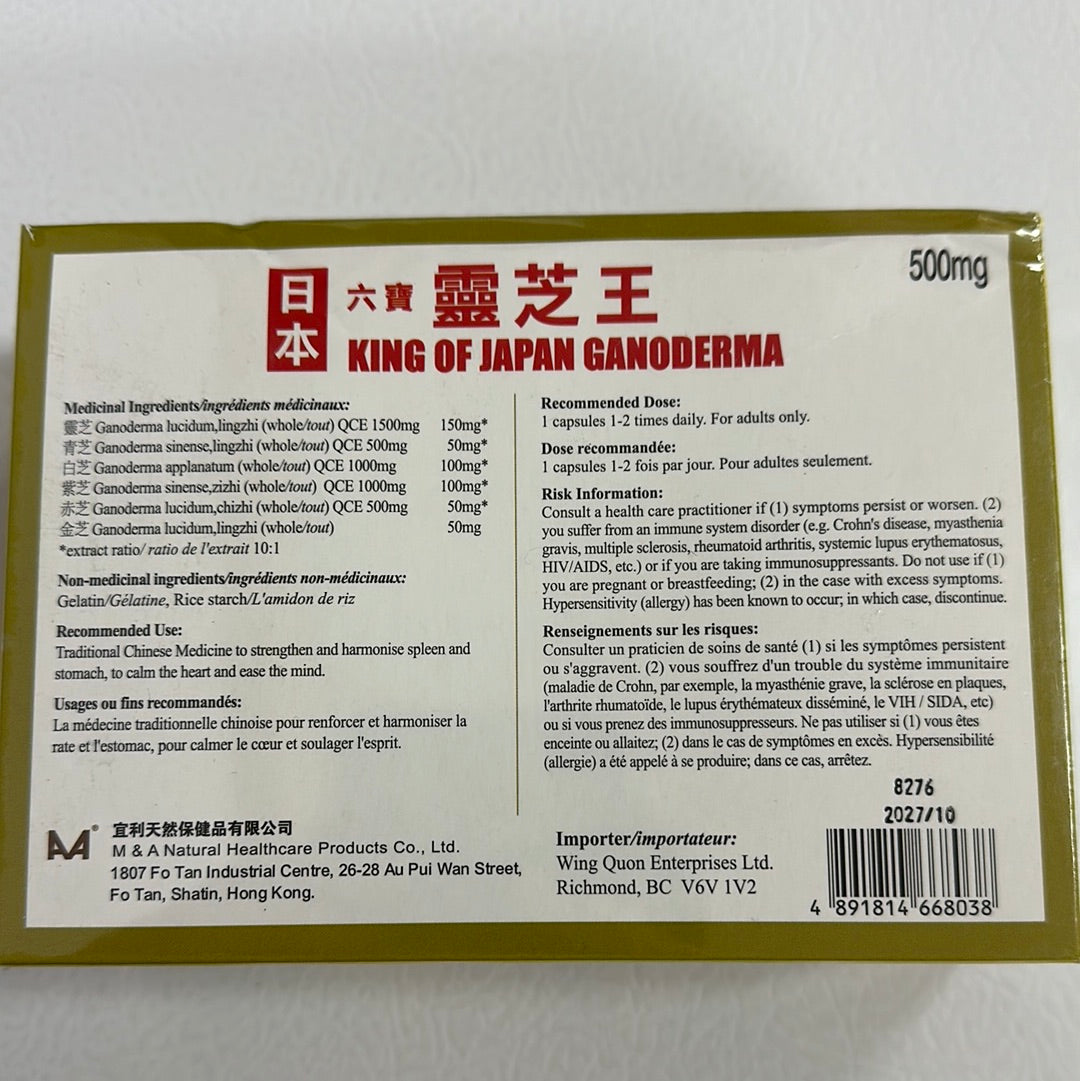 日本
六寶 靈芝王
KING OF JAPAN GANODERMA
500mg
Medicinal Ingredients/ingrédients médicinaux:
靈芝 Ganoderma lucidum,lingzhi (whole/tout) QCE 1500mg 150mg*
青芝 Ganoderma sinense,lingzhi (whole/tout) QCE 500mg 50mg*
白芝 Ganoderma applanatum (whole/tout) QCE 1000mg 100mg*
紫芝 Ganoderma sinense,zizhi (whole/tout) QCE 1000mg 100mg*
赤芝 Ganoderma lucidum,chizhi (whole/tout) QCE 500mg 50mg*
金芝 Ganoderma lucidum,lingzhi (whole/tout) 50mg
*extract ratio/ ratio de l'extrait 10:1
Non-medicinal ingredients/ingrédients non-médicinaux:
Gelatin/Gélatine, Rice starch/L'amidon de riz
Recommended Use:
Traditional Chinese Medicine to strengthen and harmonise spleen and
stomach, to calm the heart and ease the mind.
Usages ou fins recommandés:
La médecine traditionnelle chinoise pour renforcer et harmoniser la
rate et l'estomac, pour calmer le cœur et soulager l'esprit.
Recommended Dose:
1 capsules 1-2 times daily. For adults only.
Dose recommandée:
1 capsules 1-2 fois par jour. Pour adultes seulement.
Risk Information:
Consult a health care practitioner if (1) symptoms persist or worsen. (2)
you suffer from an immune system disorder (e.g. Crohn's disease, myasthenia
gravis, multiple sclerosis, rheumatoid arthritis, systemic lupus erythematosus,
HIV/AIDS, etc.) or if you are taking immunosuppressants. Do not use if (1)
you are pregnant or breastfeeding; (2) in the case with excess symptoms.
Hypersensitivity (allergy) has been known to occur; in which case, discontinue.
Renseignements sur les risques:
Consulter un praticien de soins de santé (1) si les symptômes persistent
ou s'aggravent. (2) vous souffrez d'un trouble du système immunitaire
(maladie de Crohn, par exemple, la myasthénie grave, la sclérose en plaques,
l'arthrite rhumatoïde, le lupus érythémateux disséminé, le VIH / SIDA, etc)
ou si vous prenez des immunosuppresseurs. Ne pas utiliser si (1) vous êtes
enceinte ou allaitez; (2) dans le cas de symptômes en excès. Hypersensibilité
(allergie) a été appelé à se produire; dans ce cas, arrêtez.
8276
2027/10
MA®
宜利天然保健品有限公司
M & A Natural Healthcare Products Co., Ltd.
1807 Fo Tan Industrial Centre, 26-28 Au Pui Wan Street,
Fo Tan, Shatin, Hong Kong.
Importer/importateur:
Wing Quon Enterprises Ltd.
Richmond, BC V6V 1V2
4 891814 668038